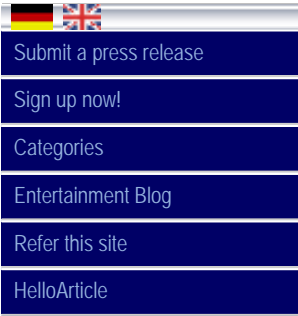 Submit a press release
Sign up now!
Categories
Entertainment Blog
Refer this site
HelloArticle